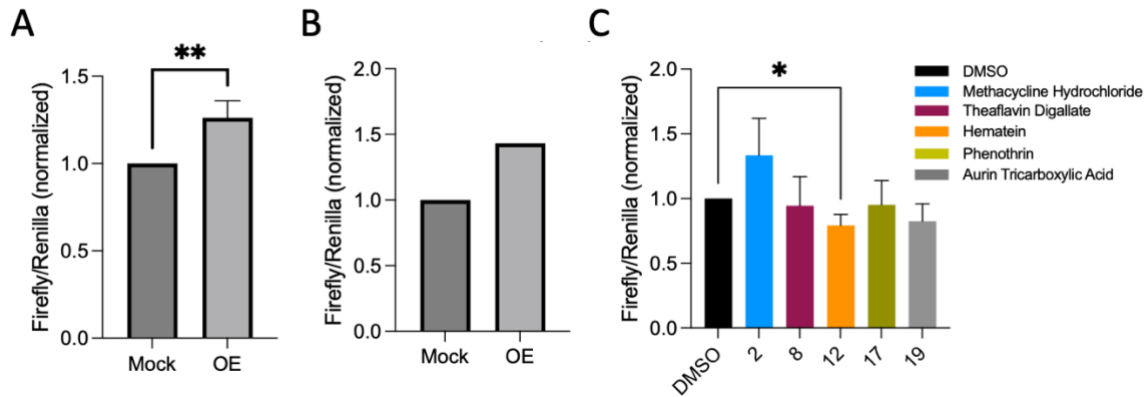 A
Firefly/Renilla (normalized)
1.5
1.0
0.5
0.0
**
Mock
OE
B
Firefly/Renilla (normalized)
2.0
1.5
1.0
0.5
0.0
Mock
OE
C
Firefly/Renilla (normalized)
2.0
1.5
1.0
0.5
0.0
*
DMSO
2
8
12
17
19
DMSO
Methacycline Hydrochloride
Theaflavin Digallate
Hematein
Phenothrin
Aurin Tricarboxylic Acid